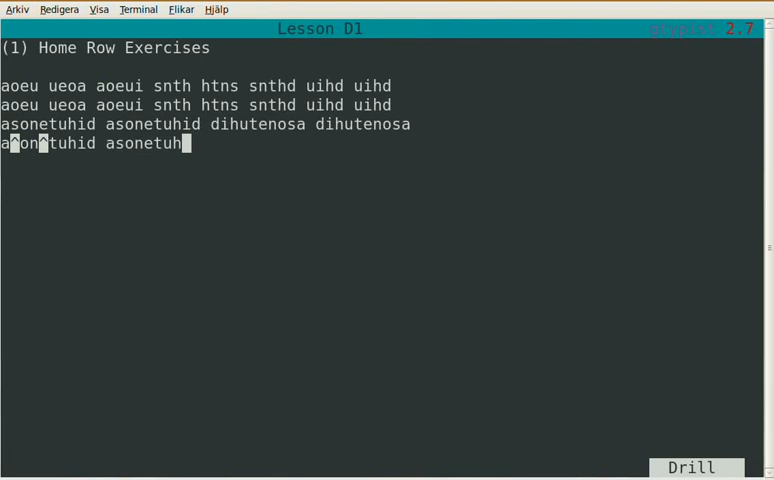 Arkiv Redigera Visa Terminal Flikar Hjälp
Lesson D1 gtypist 2.7
(1) Home Row Exercises
aoeu ueoa aoeui snth htns snthd uihd uihd
aoeu ueoa aoeui snth htns snthd uihd uihd
asonetuhid asonetuhid dihutenosa dihutenosa
a^on^tuhid asonetuh
Drill